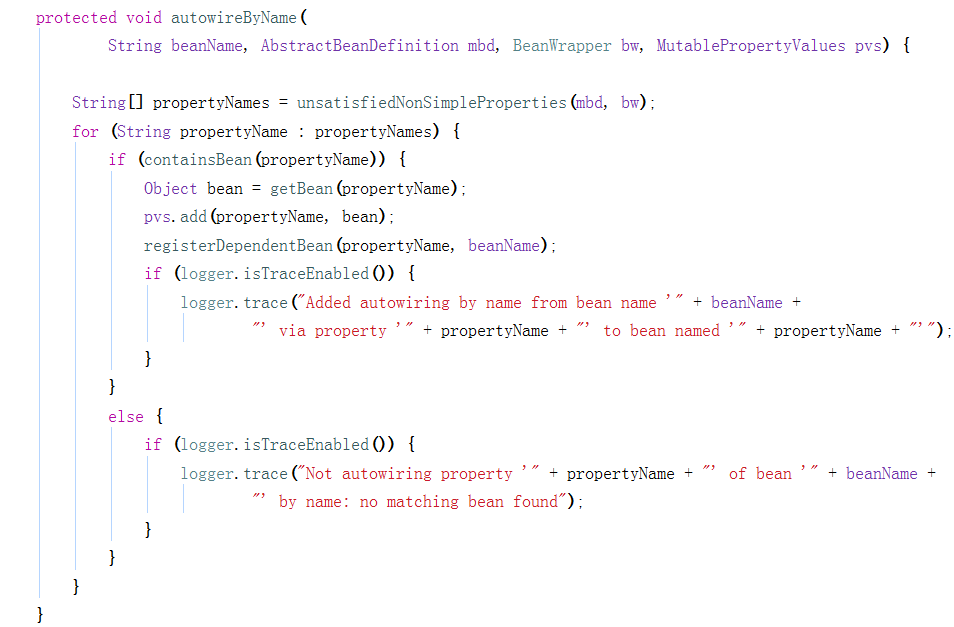 protected void autowireByName(
        String beanName, AbstractBeanDefinition mbd, BeanWrapper bw, MutablePropertyValues pvs) {
    String[] propertyNames = unsatisfiedNonSimpleProperties(mbd, bw);
    for (String propertyName : propertyNames) {
        if (containsBean(propertyName)) {
            Object bean = getBean(propertyName);
            pvs.add(propertyName, bean);
            registerDependentBean(propertyName, beanName);
            if (logger.isTraceEnabled()) {
                logger.trace("Added autowiring by name from bean name '" + beanName +
                        "' via property '" + propertyName + "' to bean named '" + propertyName + "'");
            }
        }
        else {
            if (logger.isTraceEnabled()) {
                logger.trace("Not autowiring property '" + propertyName + "' of bean '" + beanName +
                        "' by name: no matching bean found");
            }
        }
    }
}